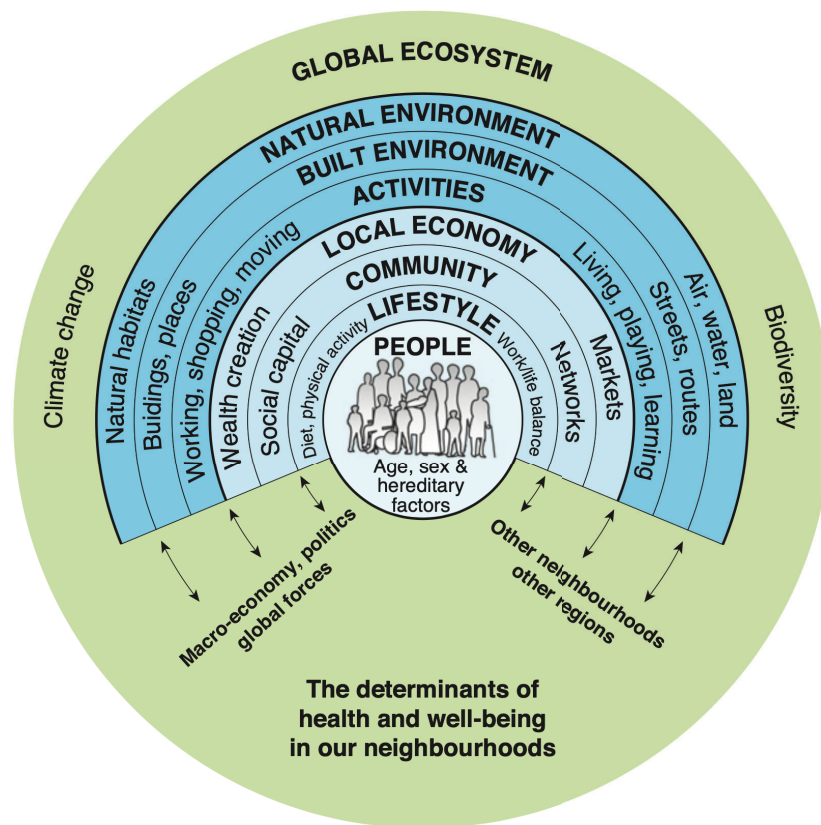 GLOBAL ECOSYSTEM
NATURAL ENVIRONMENT
BUILT ENVIRONMENT
ACTIVITIES
LOCAL ECONOMY
COMMUNITY
LIFESTYLE
PEOPLE
Age, sex &
hereditary
factors
Climate change
Natural habitats
Buidings, places
Working, shopping, moving
Wealth creation
Social capital
Diet, physical activity
Work/life balance
Networks
Markets
Living, playing, learning
Streets, routes
Air, water, land
Biodiversity
Macro-economy, politics
global forces
Other neighbourhoods
other regions
The determinants of
health and well-being
in our neighbourhoods